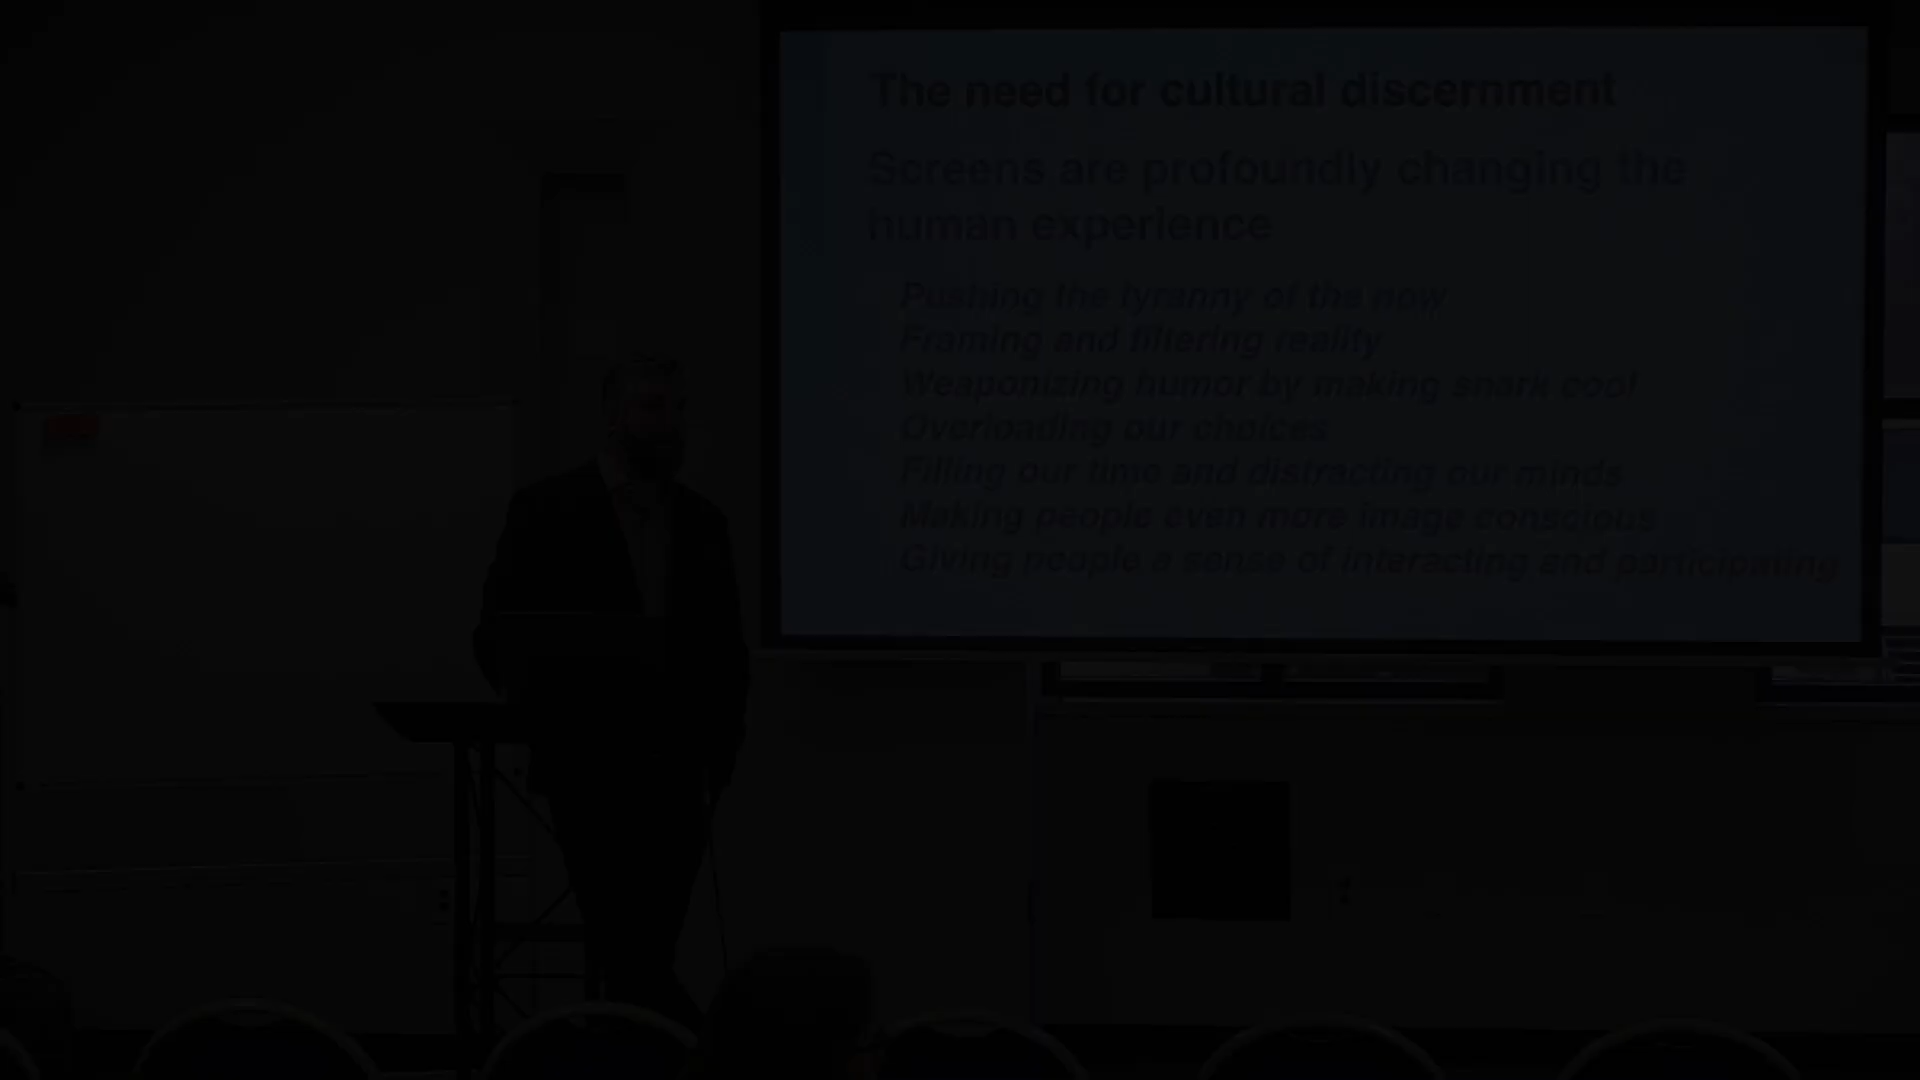 The need for cultural discernment
Screens are profoundly changing the
human experience
Pushing the tyranny of the now
Framing and filtering reality
Weaponizing humor by making snark cool
Overloading our choices
Filling our time and distracting our minds
Making people even more image conscious
Giving people a sense of interacting and participating